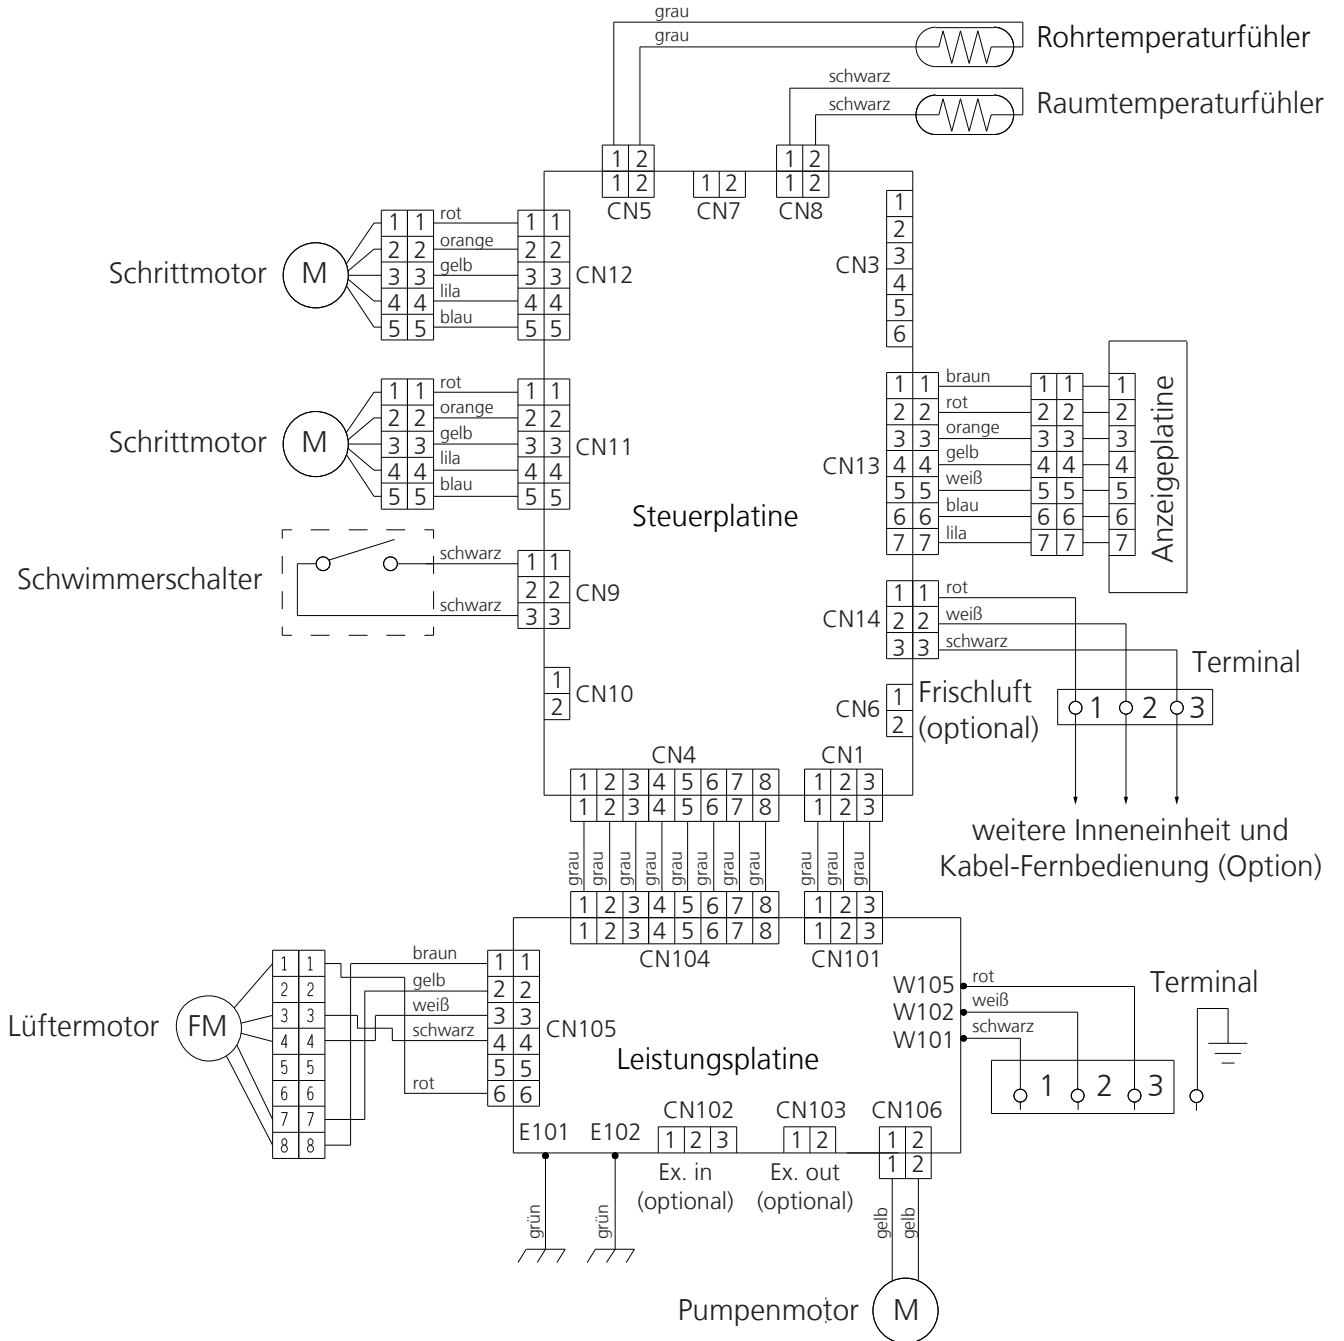 grau
grau
Rohrtemperaturfühler
schwarz
schwarz
Raumtemperaturfühler
1 2
1 2
CN5
1 2
CN7
1 2
1 2
CN8
1
2
3
4
5
6
CN3
Schrittmotor
M
1 1 rot 1 1
2 2 orange 2 2
3 3 gelb 3 3 CN12
4 4 lila 4 4
5 5 blau 5 5
Schrittmotor
M
1 1 rot 1 1
2 2 orange 2 2
3 3 gelb 3 3 CN11
4 4 lila 4 4
5 5 blau 5 5
CN13
1 1 braun 1 1 1
2 2 rot 2 2 2
3 3 orange 3 3 3
4 4 gelb 4 4 4
5 5 weiß 5 5 5
6 6 blau 6 6 6
7 7 lila 7 7 7
Anzeigeplatine
Steuerplatine
Schwimmerschalter
schwarz 1 1
2 2 CN9
schwarz 3 3
CN14
1 1 rot
2 2 weiß
3 3 schwarz
Terminal
1 2 3
1
2
CN10
CN6
1
2
Frischluft
(optional)
weitere Inneneinheit und
Kabel-Fernbedienung (Option)
CN4
1 2 3 4 5 6 7 8
1 2 3 4 5 6 7 8
CN1
1 2 3
1 2 3
grau grau grau grau grau grau grau grau
grau grau grau
1 2 3 4 5 6 7 8
1 2 3 4 5 6 7 8
CN104
1 2 3
1 2 3
CN101
Lüftermotor
FM
1 1
2 2
3 3
4 4
5 5
6 6
7 7
8 8
braun 1 1
gelb 2 2
weiß 3 3
schwarz 4 4
5 5
rot 6 6
CN105
Leistungsplatine
W105 rot
W102 weiß
W101 schwarz
Terminal
1 2 3
E101
E102
CN102
1 2 3
Ex. in
(optional)
CN103
1 2
Ex. out
(optional)
CN106
1 2
1 2
grün
grün
gelb
gelb
Pumpenmotor
M